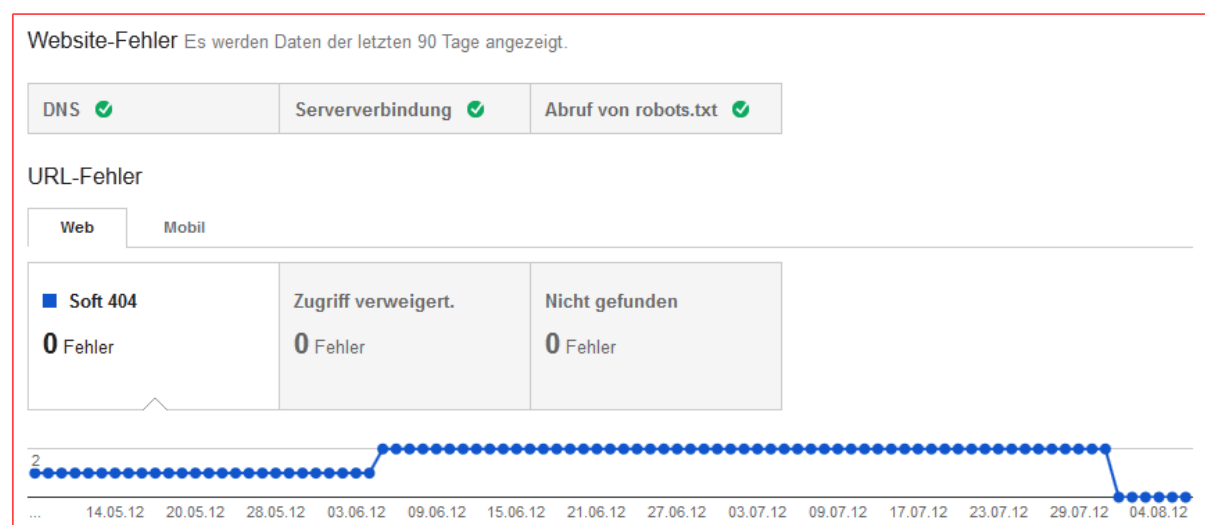 Website-Fehler Es werden Daten der letzten 90 Tage angezeigt.
DNS Serververbindung Abruf von robots.txt
URL-Fehler
Web Mobil
Soft 404 Zugriff verweigert. Nicht gefunden
0 Fehler 0 Fehler 0 Fehler
2
... 14.05.12 20.05.12 28.05.12 03.06.12 09.06.12 15.06.12 21.06.12 27.06.12 03.07.12 09.07.12 17.07.12 23.07.12 29.07.12 04.08.12